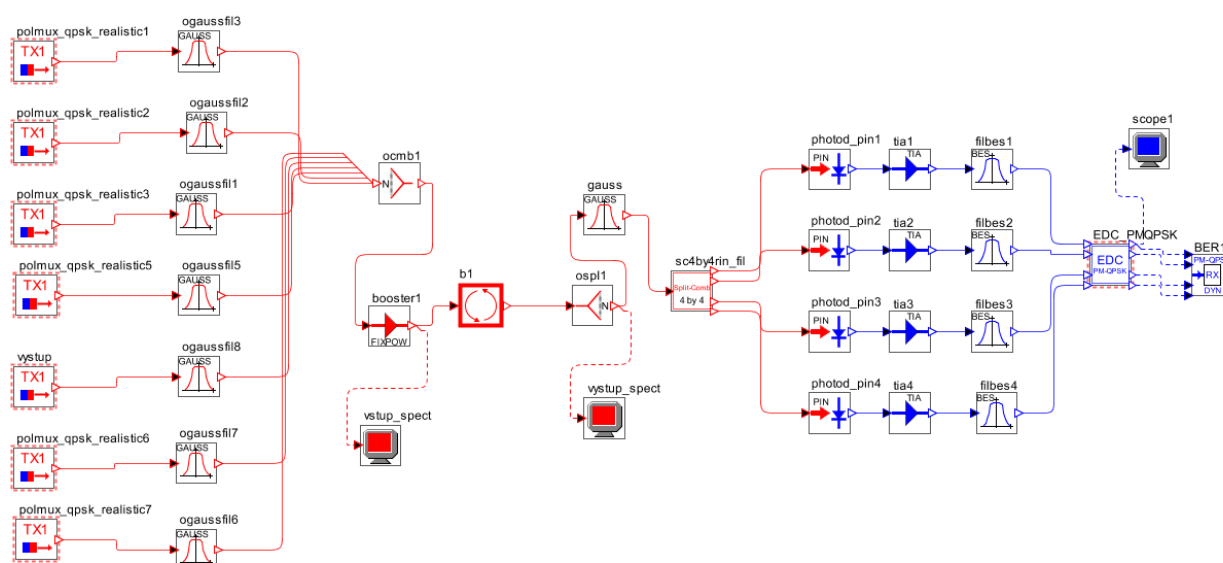 polmux_qpsk_realistic1
TX1
ogaussfil3
GAUSS
polmux_qpsk_realistic2
TX1
ogaussfil2
GAUSS
polmux_qpsk_realistic3
TX1
ogaussfil1
GAUSS
polmux_qpsk_realistic5
TX1
ogaussfil5
GAUSS
vystup
TX1
ogaussfil8
GAUSS
polmux_qpsk_realistic6
TX1
ogaussfil7
GAUSS
polmux_qpsk_realistic7
TX1
ogaussfil6
GAUSS
ocmb1
N
booster1
FIXPOW
b1
vstup_spect
ospl1
N
vystup_spect
gauss
GAUSS
sc4by4rin_fil
Split-Comb
4 by 4
photod_pin1
PIN
tia1
TIA
filbes1
BES
photod_pin2
PIN
tia2
TIA
filbes2
BES
photod_pin3
PIN
tia3
TIA
filbes3
BES
photod_pin4
PIN
tia4
TIA
filbes4
BES
scope1
EDC_PMQPSK
EDC
PM-QPSK
BER1
PM-QPS
RX
DYN